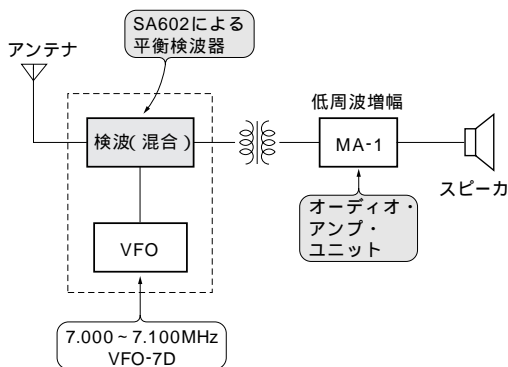 SA602による
平衡検波器
アンテナ
検波(混合)
VFO
7.000~7.100MHz
VFO-7D
低周波増幅
MA-1
オーディオ・
アンプ・
ユニット
スピーカ